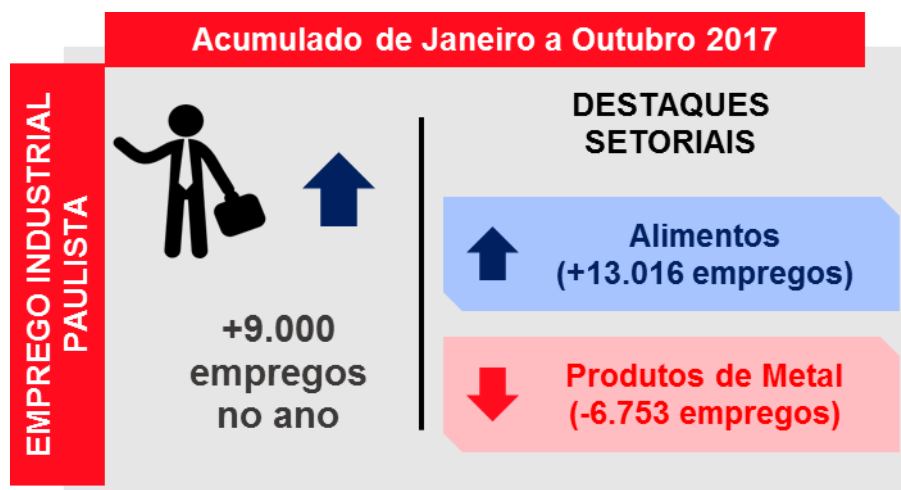 Acumulado de Janeiro a Outubro 2017
EMPREGO INDUSTRIAL
PAULISTA
+9.000
empregos
no ano
DESTAQUES
SETORIAIS
Alimentos
(+13.016 empregos)
Produtos de Metal
(-6.753 empregos)